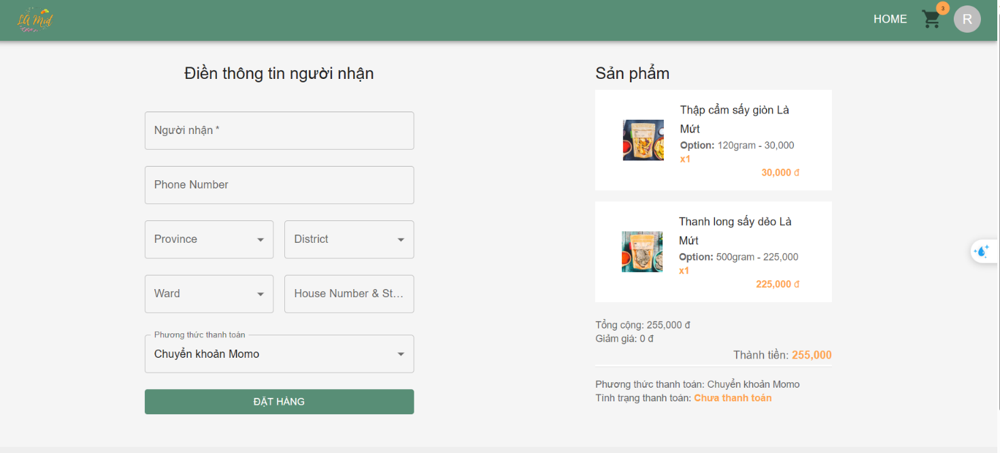 Là Mứt
HOME
3
R
Điền thông tin người nhận
Người nhận *
Phone Number
Province
District
Ward
House Number & St...
Phương thức thanh toán
Chuyển khoản Momo
ĐẶT HÀNG
Sản phẩm
Thập cẩm sấy giòn Là
Mứt
Option: 120gram - 30,000
x1
30,000 đ
Thanh long sấy dẻo Là
Mứt
Option: 500gram - 225,000
x1
225,000 đ
Tổng cộng: 255,000 đ
Giảm giá: 0 đ
Thành tiền: 255,000
Phương thức thanh toán: Chuyển khoản Momo
Tình trạng thanh toán: Chưa thanh toán